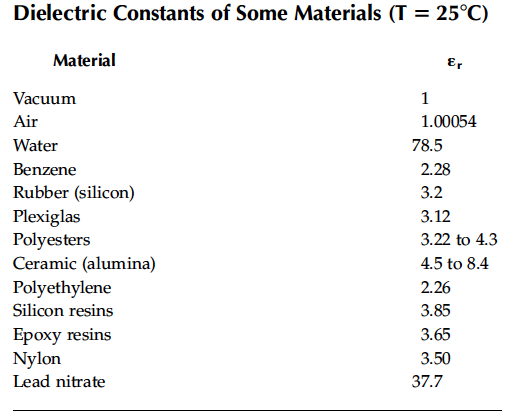 Dielectric Constants of Some Materials (T = 25°C)
Material εr
Vacuum 1
Air 1.00054
Water 78.5
Benzene 2.28
Rubber (silicon) 3.2
Plexiglas 3.12
Polyesters 3.22 to 4.3
Ceramic (alumina) 4.5 to 8.4
Polyethylene 2.26
Silicon resins 3.85
Epoxy resins 3.65
Nylon 3.50
Lead nitrate 37.7